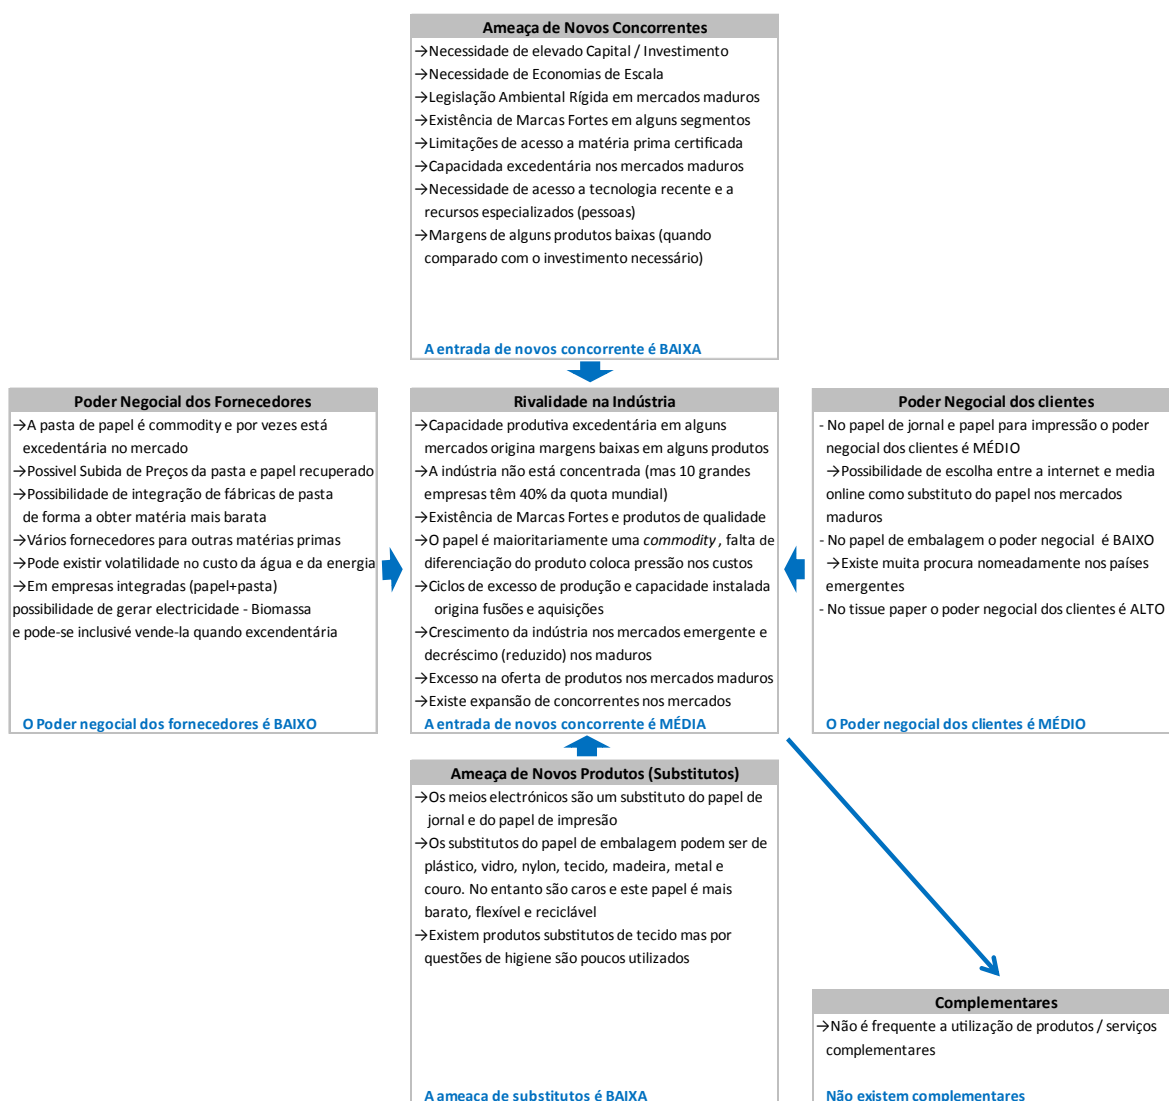 Ameaça de Novos Concorrentes
→Necessidade de elevado Capital / Investimento
→Necessidade de Economias de Escala
→Legislação Ambiental Rígida em mercados maduros
→Existência de Marcas Fortes em alguns segmentos
→Limitações de acesso a matéria prima certificada
→Capacidada excedentária nos mercados maduros
→Necessidade de acesso a tecnologia recente e a
recursos especializados (pessoas)
→Margens de alguns produtos baixas (quando
comparado com o investimento necessário)
A entrada de novos concorrente é BAIXA
Poder Negocial dos Fornecedores
→A pasta de papel é commodity e por vezes está
excedentária no mercado
→Possivel Subida de Preços da pasta e papel recuperado
→Possibilidade de integração de fábricas de pasta
de forma a obter matéria mais barata
→Vários fornecedores para outras matérias primas
→Pode existir volatilidade no custo da água e da energia
→Em empresas integradas (papel+pasta)
possibilidade de gerar electricidade - Biomassa
e pode-se inclusivé vende-la quando excendentária
O Poder negocial dos fornecedores é BAIXO
Rivalidade na Indústria
→Capacidade produtiva excedentária em alguns
mercados origina margens baixas em alguns produtos
→A indústria não está concentrada (mas 10 grandes
empresas têm 40% da quota mundial)
→Existência de Marcas Fortes e produtos de qualidade
→O papel é maioritariamente uma commodity , falta de
diferenciação do produto coloca pressão nos custos
→Ciclos de excesso de produção e capacidade instalada
origina fusões e aquisições
→Crescimento da indústria nos mercados emergente e
decréscimo (reduzido) nos maduros
→Excesso na oferta de produtos nos mercados maduros
→Existe expansão de concorrentes nos mercados
A entrada de novos concorrente é MÉDIA
Poder Negocial dos clientes
- No papel de jornal e papel para impressão o poder
negocial dos clientes é MÉDIO
→Possibilidade de escolha entre a internet e media
online como substituto do papel nos mercados
maduros
- No papel de embalagem o poder negocial é BAIXO
→Existe muita procura nomeadamente nos países
emergentes
- No tissue paper o poder negocial dos clientes é ALTO
O Poder negocial dos clientes é MÉDIO
Ameaça de Novos Produtos (Substitutos)
→Os meios electrónicos são um substituto do papel de
jornal e do papel de impresão
→Os substitutos do papel de embalagem podem ser de
plástico, vidro, nylon, tecido, madeira, metal e
couro. No entanto são caros e este papel é mais
barato, flexível e reciclável
→Existem produtos substitutos de tecido mas por
questões de higiene são poucos utilizados
A ameaça de substitutos é BAIXA
Complementares
→Não é frequente a utilização de produtos / serviços
complementares
Não existem complementares